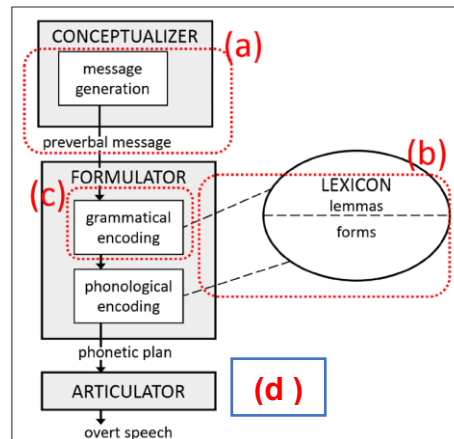 CONCEPTUALIZER
(a)
message
generation
preverbal message
(b)
FORMULATOR
LEXICON
(c)
lemmas
grammatical
encoding
forms
phonological
encoding
phonetic plan
(d )
ARTICULATOR
overt speech